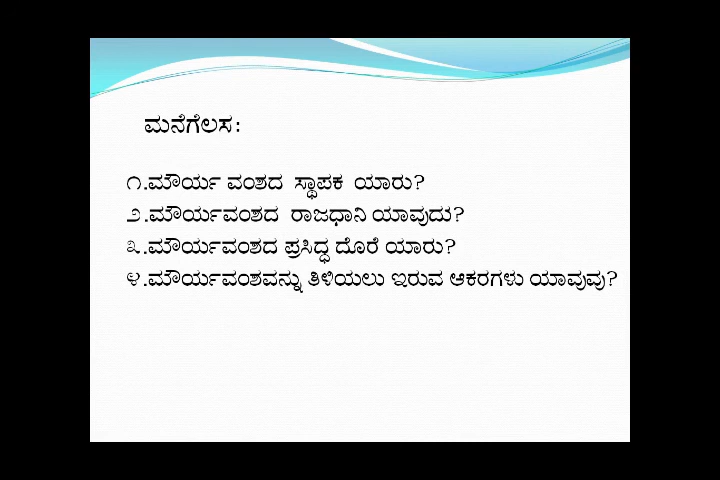 ಮನೆಗೆಲಸ:
೧.ಮೌರ್ಯ ವಂಶದ ಸ್ಥಾಪಕ ಯಾರು?
೨.ಮೌರ್ಯವಂಶದ ರಾಜಧಾನಿ ಯಾವುದು?
೩.ಮೌರ್ಯವಂಶದ ಪ್ರಸಿದ್ಧ ದೊರೆ ಯಾರು?
೪.ಮೌರ್ಯವಂಶವನ್ನು ತಿಳಿಯಲು ಇರುವ ಆಕರಗಳು ಯಾವುವು?